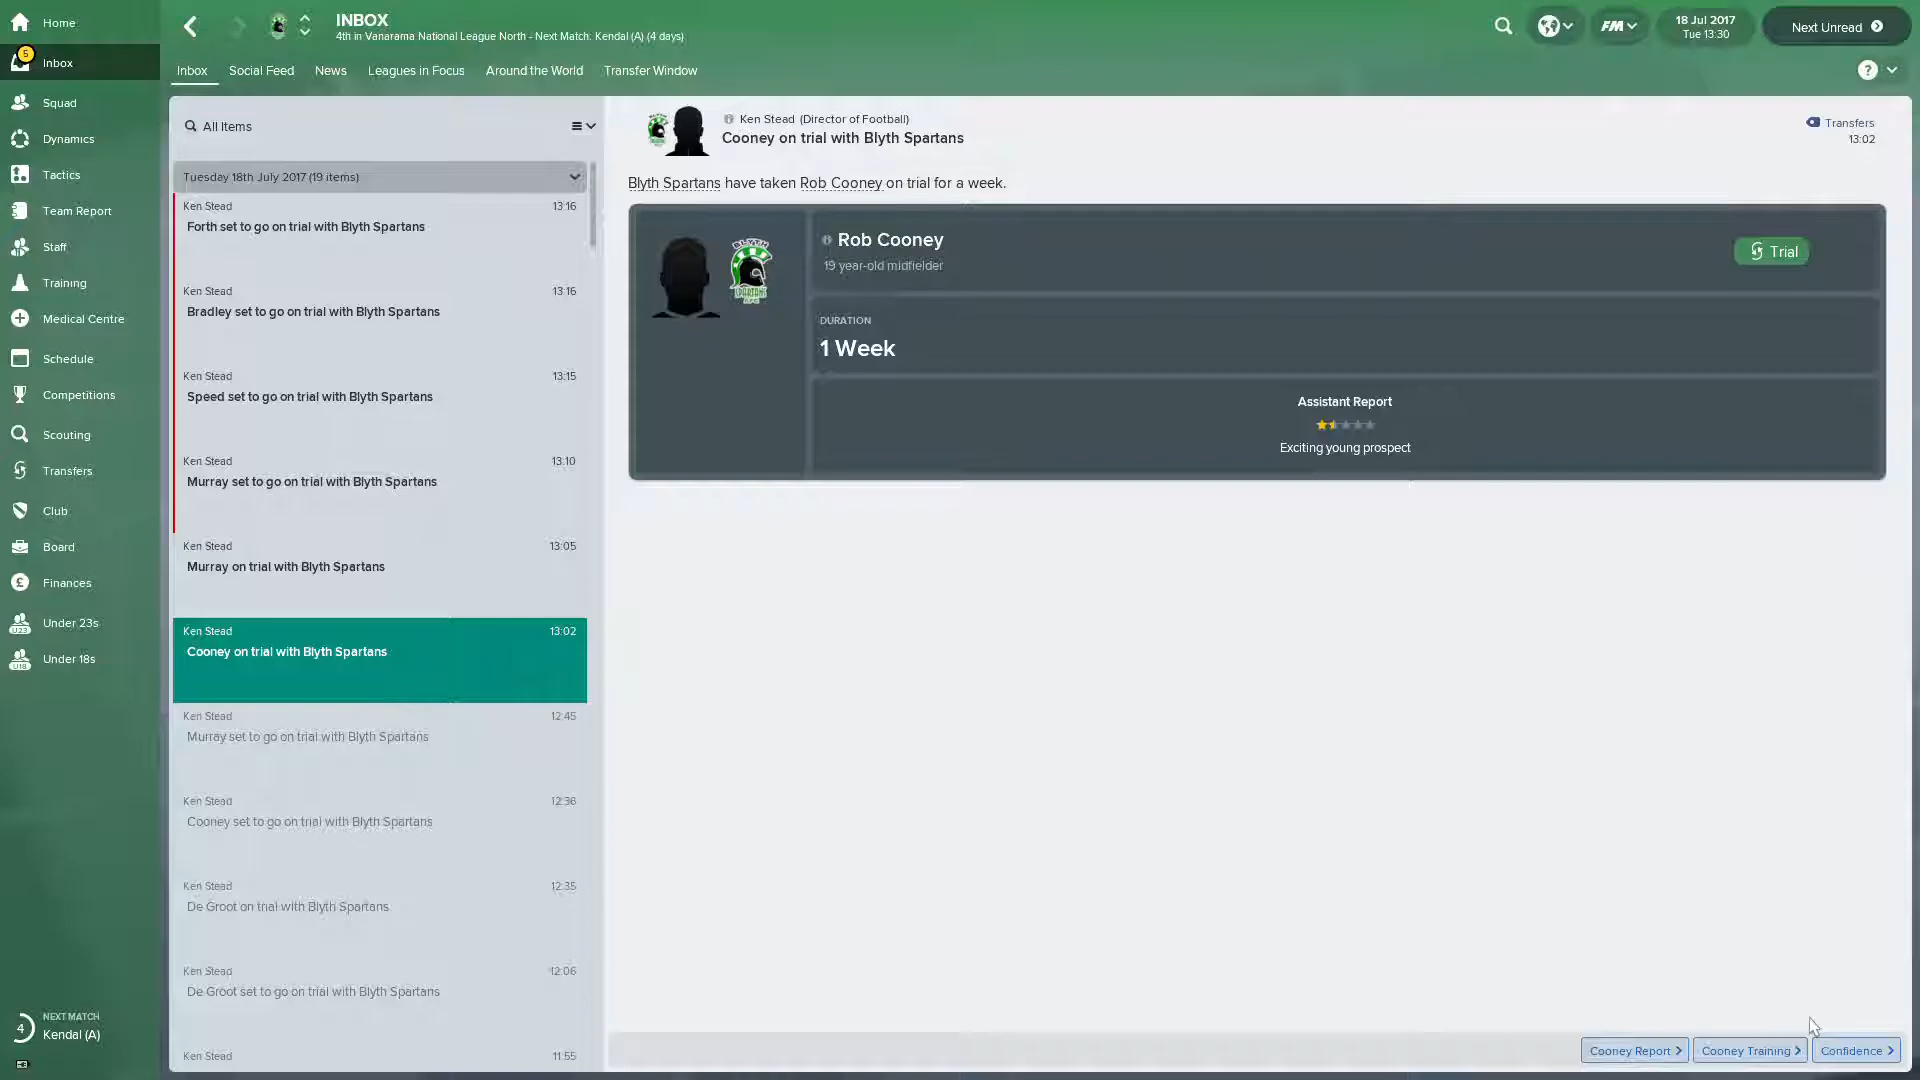 Home
5
Inbox
Squad
Dynamics
Tactics
Team Report
Staff
Training
Medical Centre
Schedule
Competitions
Scouting
Transfers
Club
Board
£
Finances
U23
Under 23s
U18
Under 18s
4
NEXT MATCH
Kendal (A)
INBOX
4th in Vanarama National League North - Next Match: Kendal (A) (4 days)
FM
18 Jul 2017
Tue 13:30
Next Unread
Inbox
Social Feed
News
Leagues in Focus
Around the World
Transfer Window
?
All Items
Tuesday 18th July 2017 (19 items)
Ken Stead 13:16
Forth set to go on trial with Blyth Spartans
Ken Stead 13:16
Bradley set to go on trial with Blyth Spartans
Ken Stead 13:15
Speed set to go on trial with Blyth Spartans
Ken Stead 13:10
Murray set to go on trial with Blyth Spartans
Ken Stead 13:05
Murray on trial with Blyth Spartans
Ken Stead 13:02
Cooney on trial with Blyth Spartans
Ken Stead 12:45
Murray set to go on trial with Blyth Spartans
Ken Stead 12:36
Cooney set to go on trial with Blyth Spartans
Ken Stead 12:35
De Groot on trial with Blyth Spartans
Ken Stead 12:06
De Groot set to go on trial with Blyth Spartans
Ken Stead 11:55
Ken Stead (Director of Football)
Cooney on trial with Blyth Spartans
Transfers
13:02
Blyth Spartans have taken Rob Cooney on trial for a week.
Rob Cooney
19 year-old midfielder
Trial
DURATION
1 Week
Assistant Report
Exciting young prospect
Cooney Report
Cooney Training
Confidence